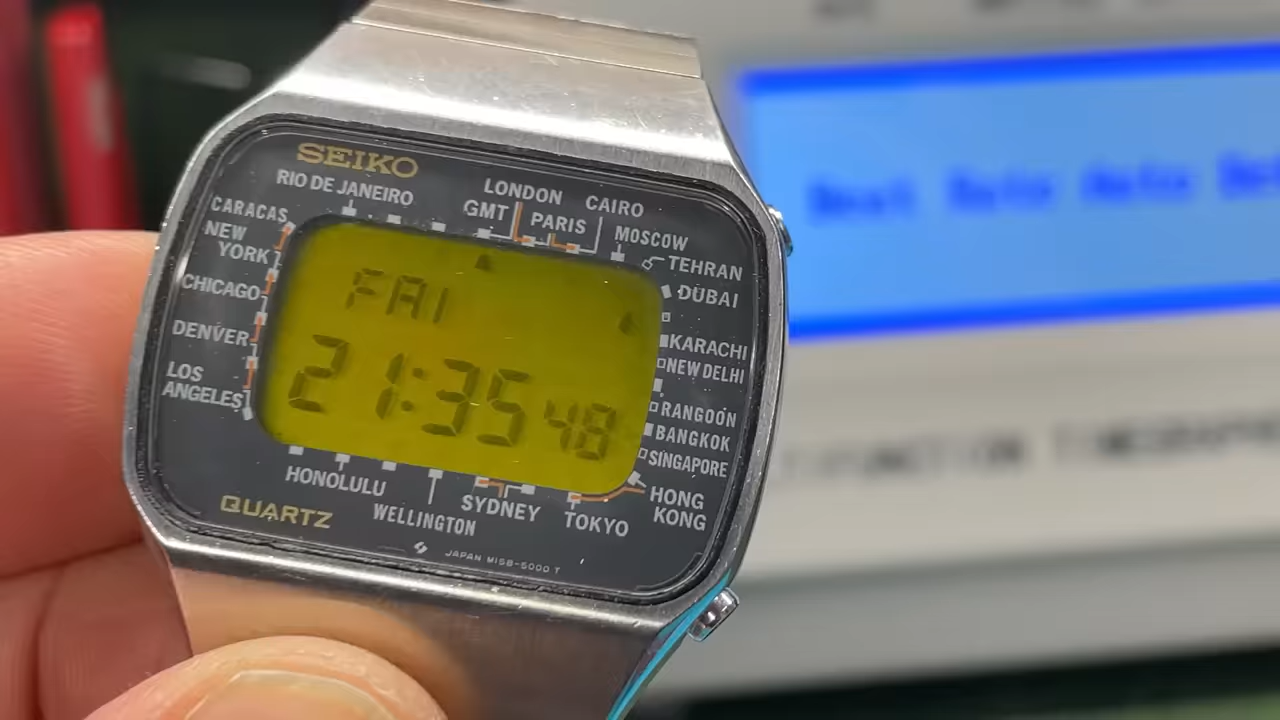 SEIKO
RIO DE JANEIRO
LONDON
CAIRO
GMT
PARIS
MOSCOW
CARACAS
NEW
YORK
TEHRAN
DUBAI
CHICAGO
FRI
KARACHI
DENVER
NEW DELHI
21:35 48
LOS
ANGELES
RANGOON
BANGKOK
SINGAPORE
HONOLULU
HONG
KONG
WELLINGTON
SYDNEY
TOKYO
QUARTZ
JAPAN M158-5000 T